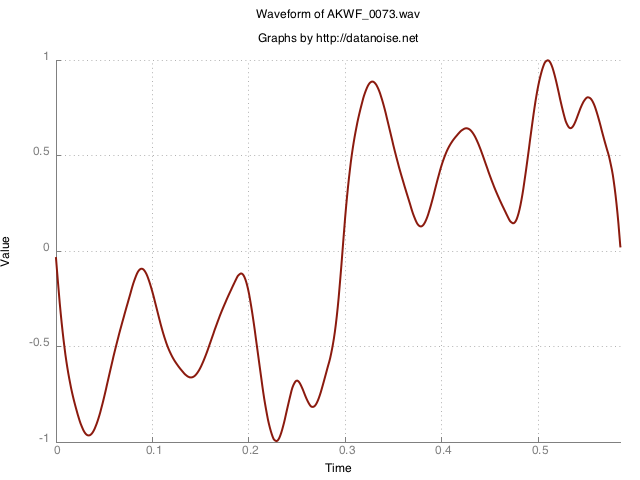 Waveform of AKWF_0073.wav
Graphs by http://datanoise.net
1
0.5
0
-0.5
-1
Value
0 0.1 0.2 0.3 0.4 0.5
Time